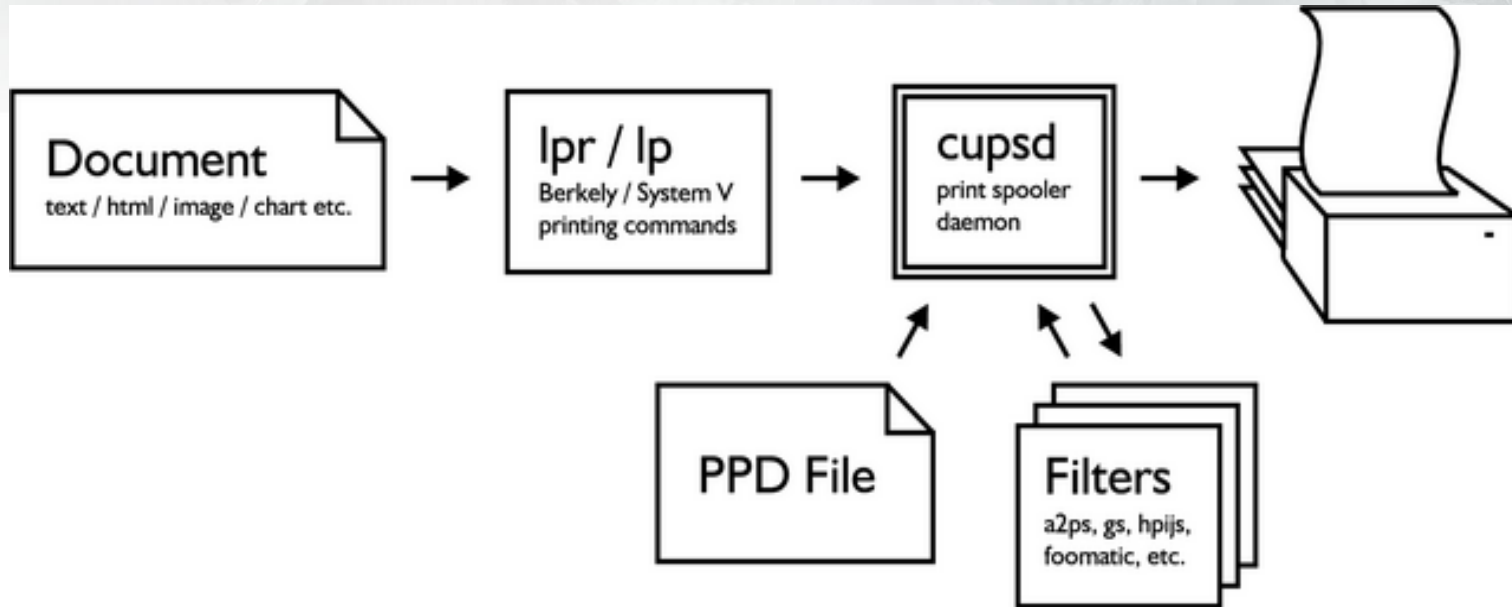 Document
text / html / image / chart etc.
lpr / lp
Berkely / System V
printing commands
cupsd
print spooler
daemon
PPD File
Filters
a2ps, gs, hpijs,
foomatic, etc.